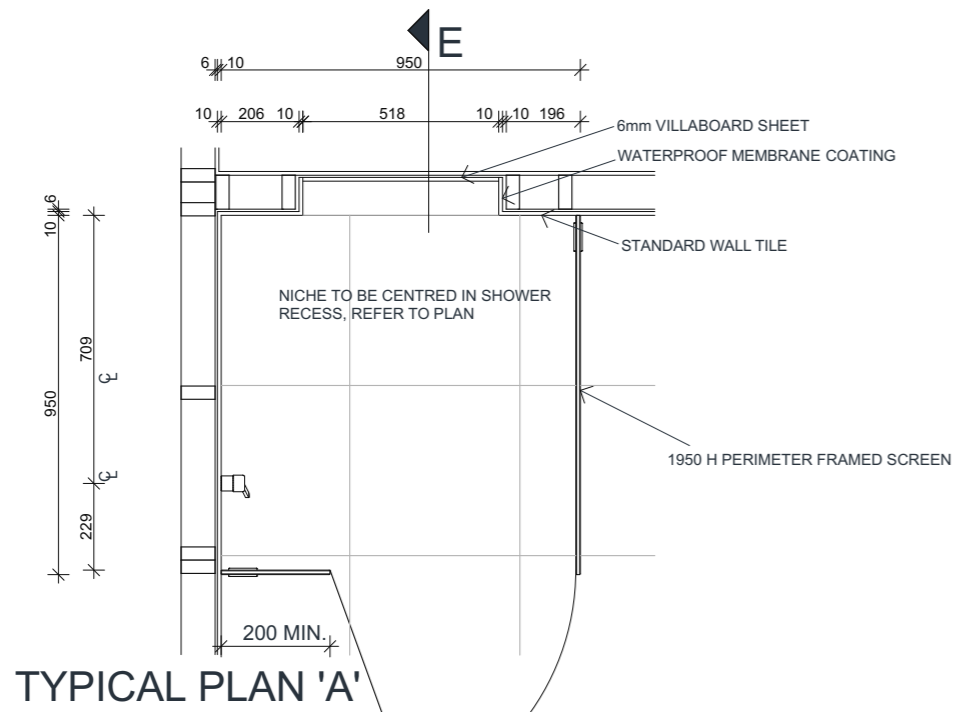 E
6 10 950
10 206 10 518 10 10 196
6mm VILLABOARD SHEET
WATERPROOF MEMBRANE COATING
6
10
STANDARD WALL TILE
NICHE TO BE CENTRED IN SHOWER
RECESS, REFER TO PLAN
709
CL
950
1950 H PERIMETER FRAMED SCREEN
CL
229
200 MIN.
TYPICAL PLAN 'A'